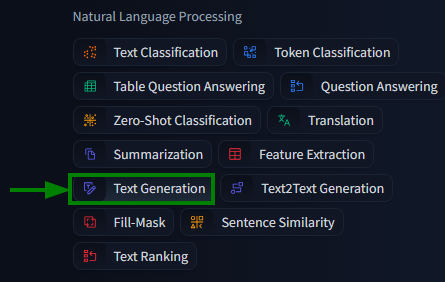 Natural Language Processing
Text Classification Token Classification
Table Question Answering Question Answering
Zero-Shot Classification Translation
Summarization Feature Extraction
Text Generation Text2Text Generation
Fill-Mask Sentence Similarity
Text Ranking